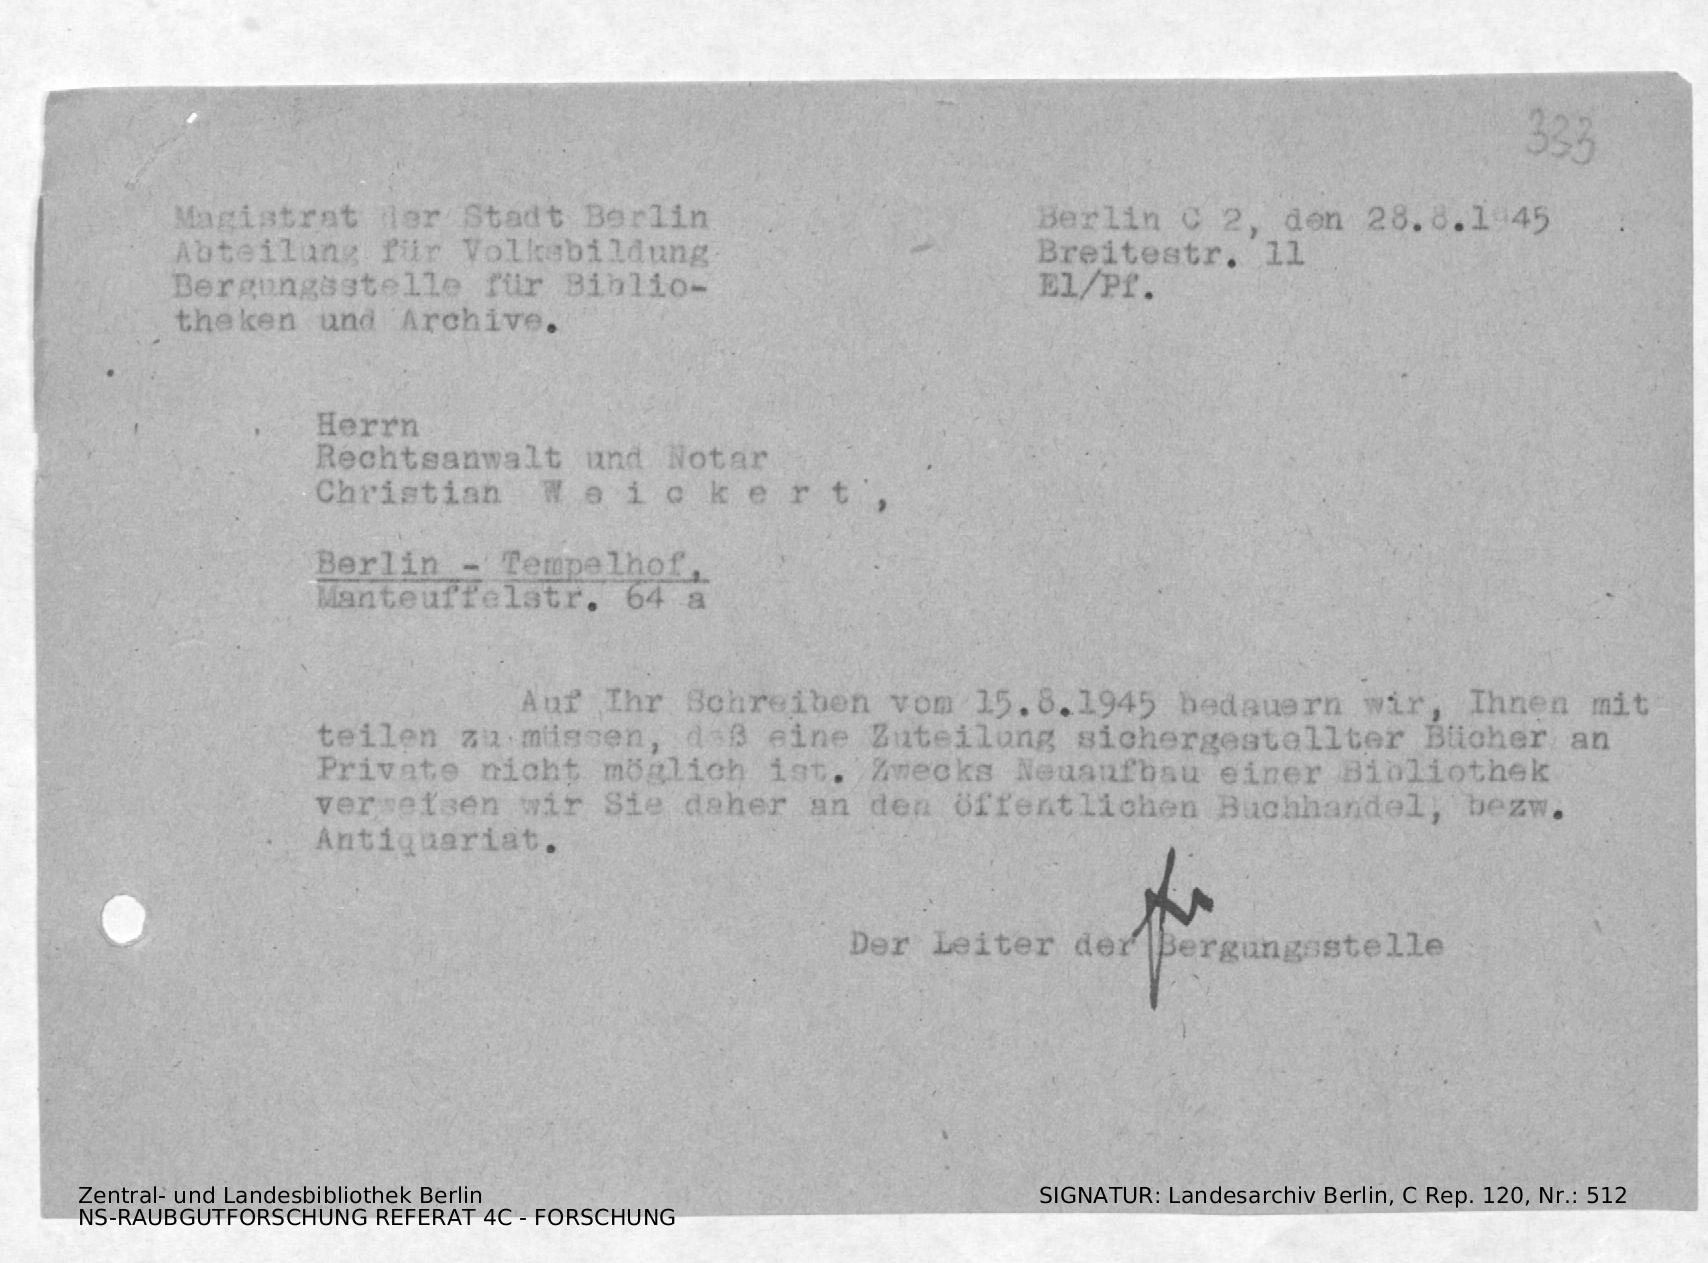 333
Magistrat der Stadt Berlin
Abteilung für Volksbildung
Bergungsstelle für Biblio-
theken und Archive.
Berlin C 2, den 28.8.1945
Breitestr. 11
El/Pf.
Herrn
Rechtsanwalt und Notar
Christian W e i c k e r t ,
Berlin - Tempelhof,
Manteuffelstr. 64 a
Auf Ihr Schreiben vom 15.8.1945 bedauern wir, Ihnen mit
teilen zu müssen, daß eine Zuteilung sichergestellter Bücher an
Private nicht möglich ist. Zwecks Neuaufbau einer Bibliothek
verweisen wir Sie daher an den öffentlichen Buchhandel, bezw.
Antiquariat.
Der Leiter der Bergungsstelle
Zentral- und Landesbibliothek Berlin
NS-RAUBGUTFORSCHUNG REFERAT 4C - FORSCHUNG
SIGNATUR: Landesarchiv Berlin, C Rep. 120, Nr.: 512